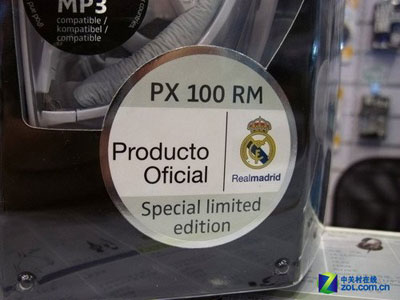 MP3
compatible /
kompatibel /
compatible
PX 100 RM
Producto
Oficial
Realmadrid
Special limited
edition
中关村在线
ZOL.com.cn